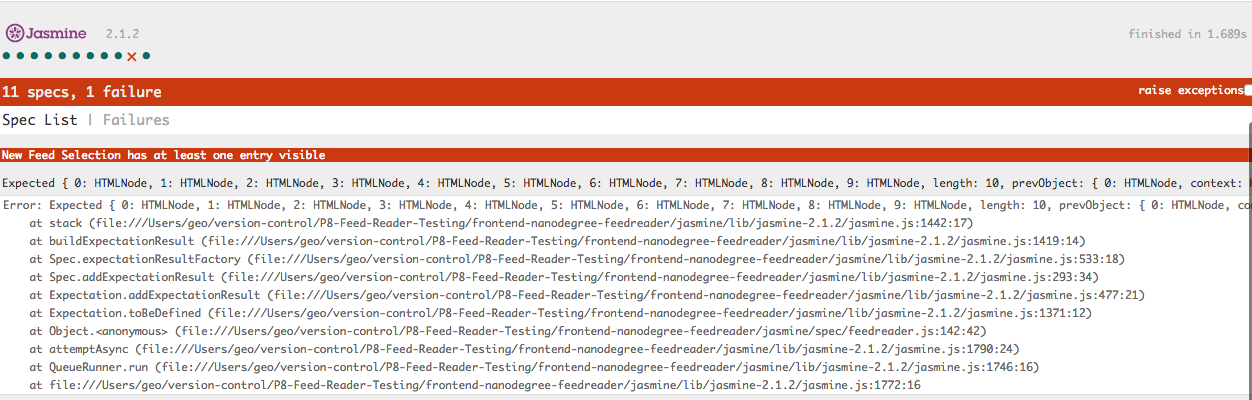 Jasmine 2.1.2 finished in 1.689s
11 specs, 1 failure raise exceptions
Spec List | Failures
New Feed Selection has at least one entry visible
Expected { 0: HTMLNode, 1: HTMLNode, 2: HTMLNode, 3: HTMLNode, 4: HTMLNode, 5: HTMLNode, 6: HTMLNode, 7: HTMLNode, 8: HTMLNode, 9: HTMLNode, length: 10, prevObject: { 0: HTMLNode, context:
Error: Expected { 0: HTMLNode, 1: HTMLNode, 2: HTMLNode, 3: HTMLNode, 4: HTMLNode, 5: HTMLNode, 6: HTMLNode, 7: HTMLNode, 8: HTMLNode, 9: HTMLNode, length: 10, prevObject: { 0: HTMLNode, co
at stack (file:///Users/geo/version-control/P8-Feed-Reader-Testing/frontend-nanodegree-feedreader/jasmine/lib/jasmine-2.1.2/jasmine.js:1442:17)
at buildExpectationResult (file:///Users/geo/version-control/P8-Feed-Reader-Testing/frontend-nanodegree-feedreader/jasmine/lib/jasmine-2.1.2/jasmine.js:1419:14)
at Spec.expectationResultFactory (file:///Users/geo/version-control/P8-Feed-Reader-Testing/frontend-nanodegree-feedreader/jasmine/lib/jasmine-2.1.2/jasmine.js:533:18)
at Spec.addExpectationResult (file:///Users/geo/version-control/P8-Feed-Reader-Testing/frontend-nanodegree-feedreader/jasmine/lib/jasmine-2.1.2/jasmine.js:293:34)
at Expectation.addExpectationResult (file:///Users/geo/version-control/P8-Feed-Reader-Testing/frontend-nanodegree-feedreader/jasmine/lib/jasmine-2.1.2/jasmine.js:477:21)
at Expectation.toBeDefined (file:///Users/geo/version-control/P8-Feed-Reader-Testing/frontend-nanodegree-feedreader/jasmine/lib/jasmine-2.1.2/jasmine.js:1371:12)
at Object.<anonymous> (file:///Users/geo/version-control/P8-Feed-Reader-Testing/frontend-nanodegree-feedreader/jasmine/spec/feedreader.js:142:42)
at attemptAsync (file:///Users/geo/version-control/P8-Feed-Reader-Testing/frontend-nanodegree-feedreader/jasmine/lib/jasmine-2.1.2/jasmine.js:1790:24)
at QueueRunner.run (file:///Users/geo/version-control/P8-Feed-Reader-Testing/frontend-nanodegree-feedreader/jasmine/lib/jasmine-2.1.2/jasmine.js:1746:16)
at file:///Users/geo/version-control/P8-Feed-Reader-Testing/frontend-nanodegree-feedreader/jasmine/lib/jasmine-2.1.2/jasmine.js:1772:16